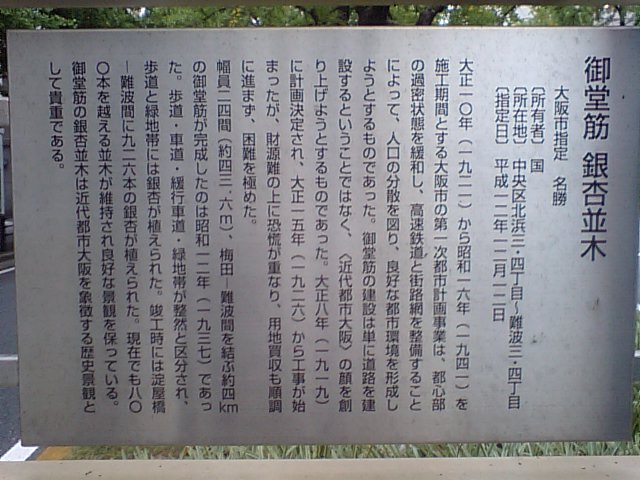 御堂筋 銀杏並木
大阪市指定 名勝
〔所有者〕 国
〔所在地〕 中央区北浜三・四丁目～難波三・四丁目
〔指定日〕 平成一二年一二月一二日
大正一〇年（一九二一）から昭和一六年（一九四一）を
施工期間とする大阪市の第一次都市計画事業は、都心部
の過密状態を緩和し、高速鉄道と街路網を整備すること
によって、人口の分散を図り、良好な都市環境を形成し
ようとするものであった。御堂筋の建設は単に道路を建
設するということではなく、〈近代都市大阪〉の顔を創
り上げようとするものであった。大正八年（一九一九）
に計画決定され、大正一五年（一九二六）から工事が始
まったが、財源難の上に恐慌が重なり、用地買収も順調
に進まず、困難を極めた。
幅員二四間（約四三．六ｍ）、梅田－難波間を結ぶ約四km
の御堂筋が完成したのは昭和一二年（一九三七）であっ
た。歩道・車道・緩行車道・緑地帯が整然と区分され、
歩道と緑地帯には銀杏が植えられた。竣工時には淀屋橋
－難波間に九二六本の銀杏が植えられた。現在でも八〇
〇本を越える並木が維持され良好な景観を保っている。
御堂筋の銀杏並木は近代都市大阪を象徴する歴史景観と
して貴重である。